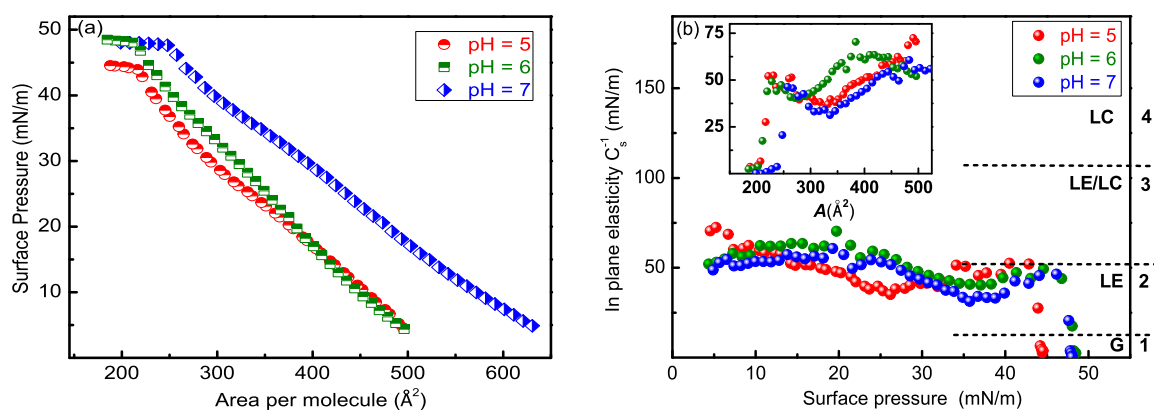 (a)
pH = 5
pH = 6
pH = 7
50
40
30
20
10
Surface Pressure (mN/m)
200 300 400 500 600
Area per molecule (Å²)
(b)
pH = 5
pH = 6
pH = 7
150
100
50
0
In plane elasticity Cₛ⁻¹ (mN/m)
75
50
25
200 300 400 500
A(Å²)
LC 4
LE/LC 3
LE 2
G 1
0 10 20 30 40 50
Surface pressure (mN/m)